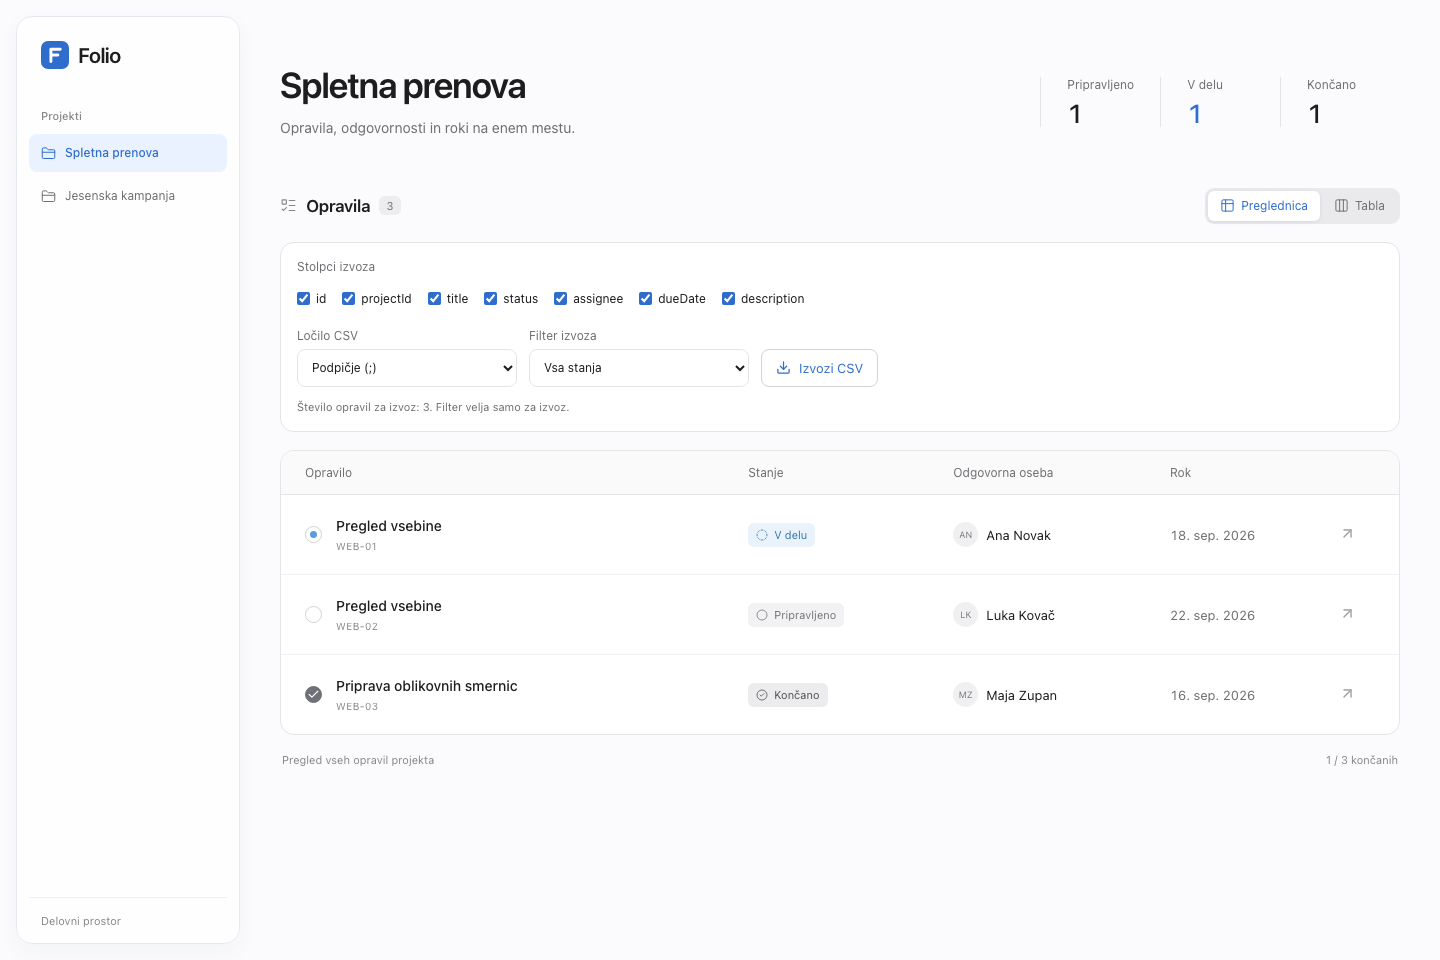 Folio
Projekti
Spletna prenova
Jesenska kampanja
Delovni prostor
Spletna prenova
Opravila, odgovornosti in roki na enem mestu.
Pripravljeno
1
V delu
1
Končano
1
Opravila 3
Preglednica Tabla
Stolpci izvoza
id projectId title status assignee dueDate description
Ločilo CSV Filter izvoza
Podpičje (;) Vsa stanja Izvozi CSV
Število opravil za izvoz: 3. Filter velja samo za izvoz.
Opravilo Stanje Odgovorna oseba Rok
Pregled vsebine
WEB-01
V delu AN Ana Novak 18. sep. 2026
Pregled vsebine
WEB-02
Pripravljeno LK Luka Kovač 22. sep. 2026
Priprava oblikovnih smernic
WEB-03
Končano MZ Maja Zupan 16. sep. 2026
Pregled vseh opravil projekta 1 / 3 končanih